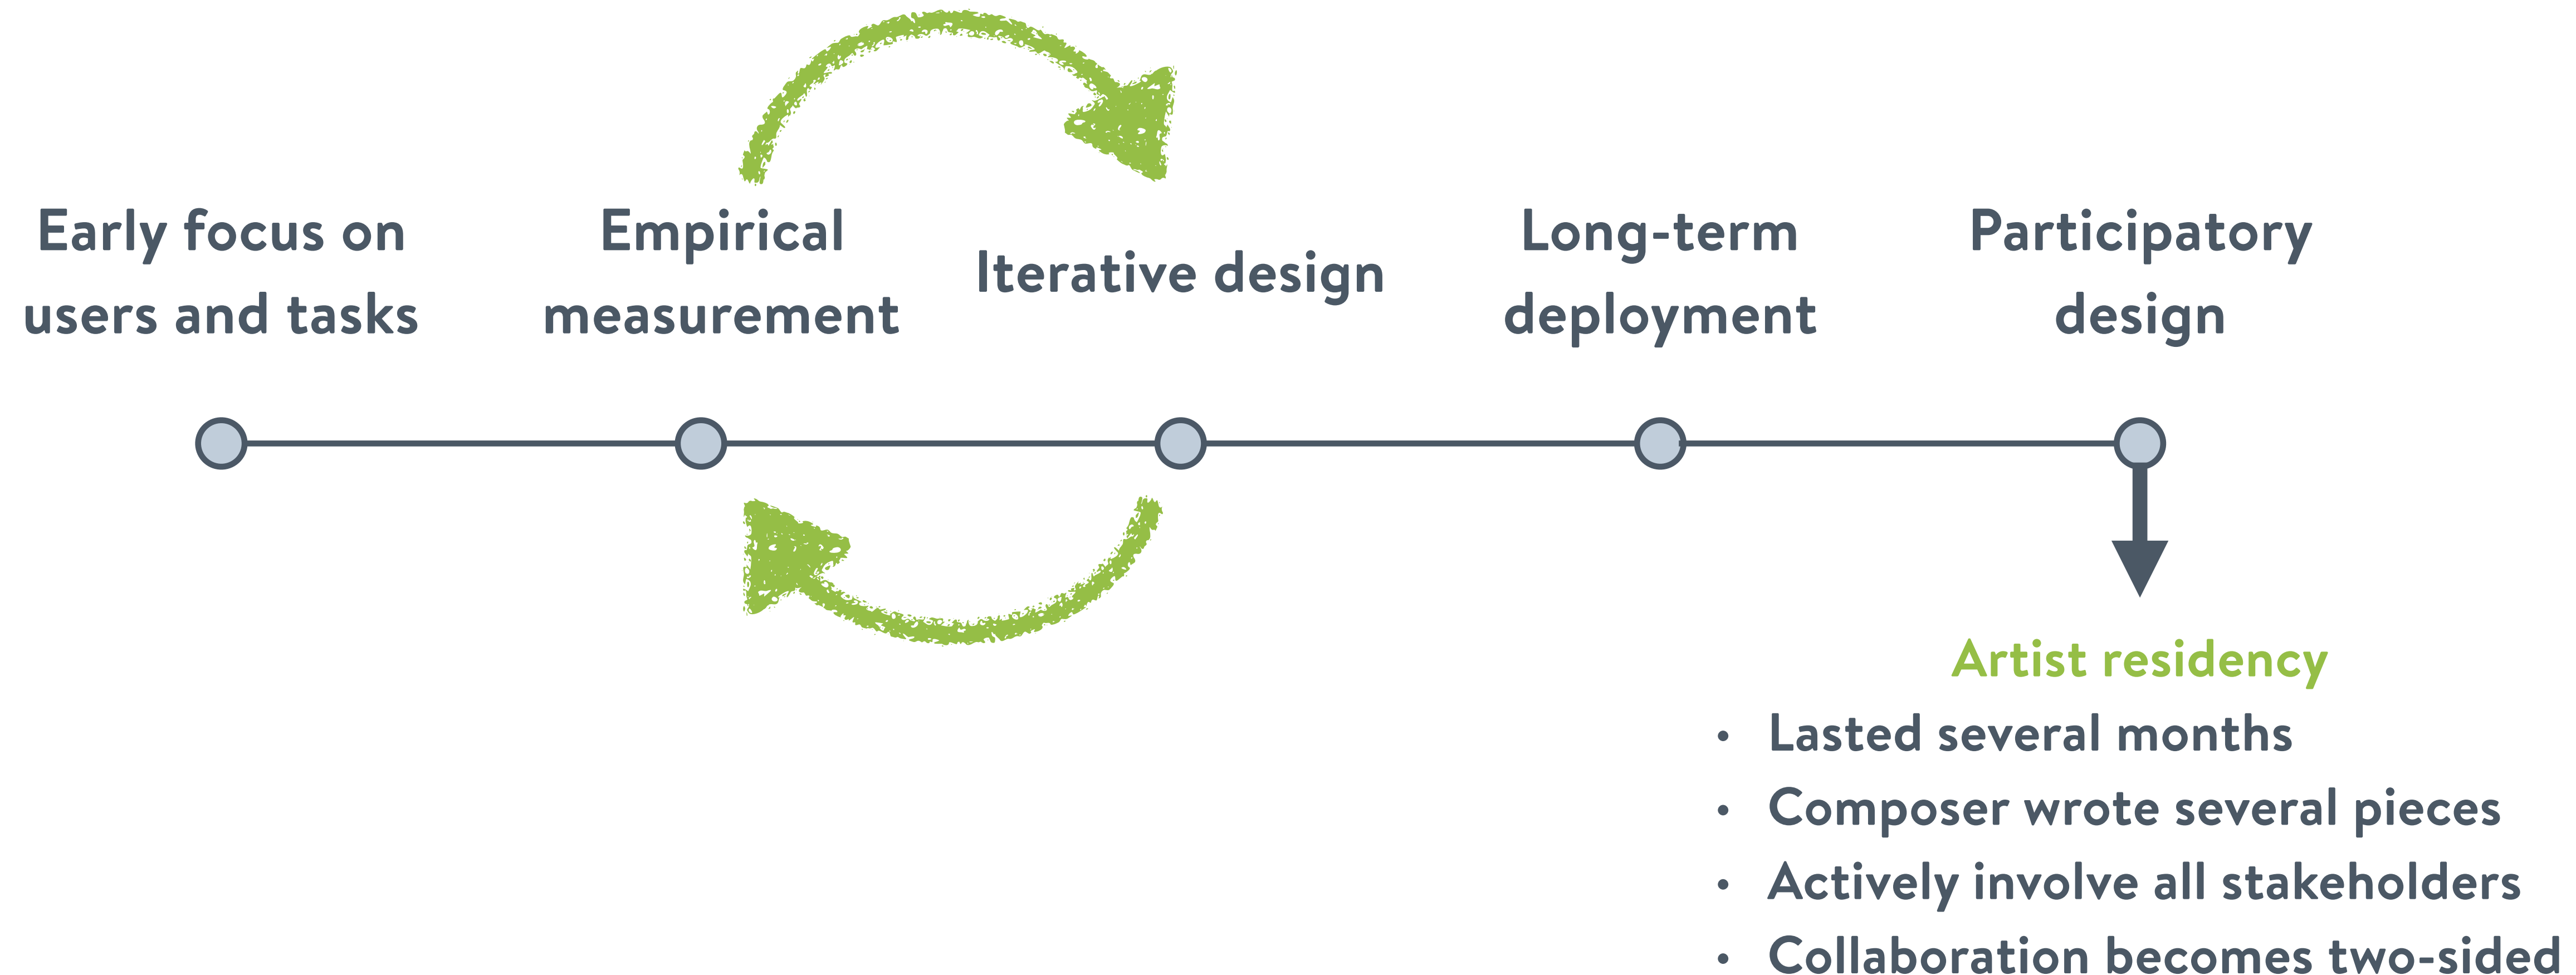 Early focus on
users and tasks
Empirical
measurement
Iterative design
Long-term
deployment
Participatory
design
Artist residency
• Lasted several months
• Composer wrote several pieces
• Actively involve all stakeholders
• Collaboration becomes two-sided